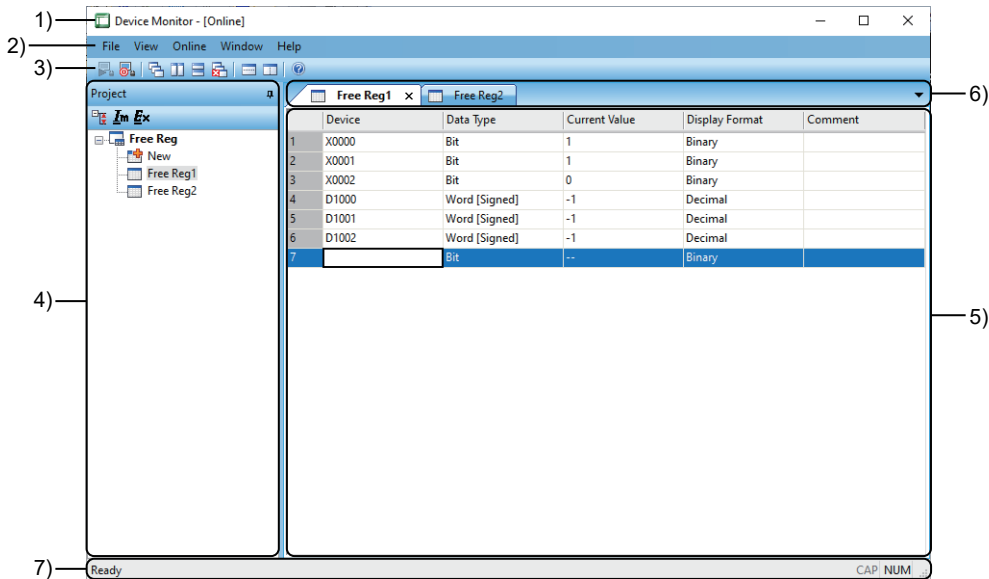 1) Device Monitor - [Online]
2) File View Online Window Help
3)
Project
Im Ex
Free Reg
New
Free Reg1
Free Reg2
4)
Free Reg1 Free Reg2 6)
Device Data Type Current Value Display Format Comment
1 X0000 Bit 1 Binary
2 X0001 Bit 1 Binary
3 X0002 Bit 0 Binary
4 D1000 Word [Signed] -1 Decimal
5 D1001 Word [Signed] -1 Decimal
6 D1002 Word [Signed] -1 Decimal
7 Bit -- Binary
5)
7) Ready CAP NUM